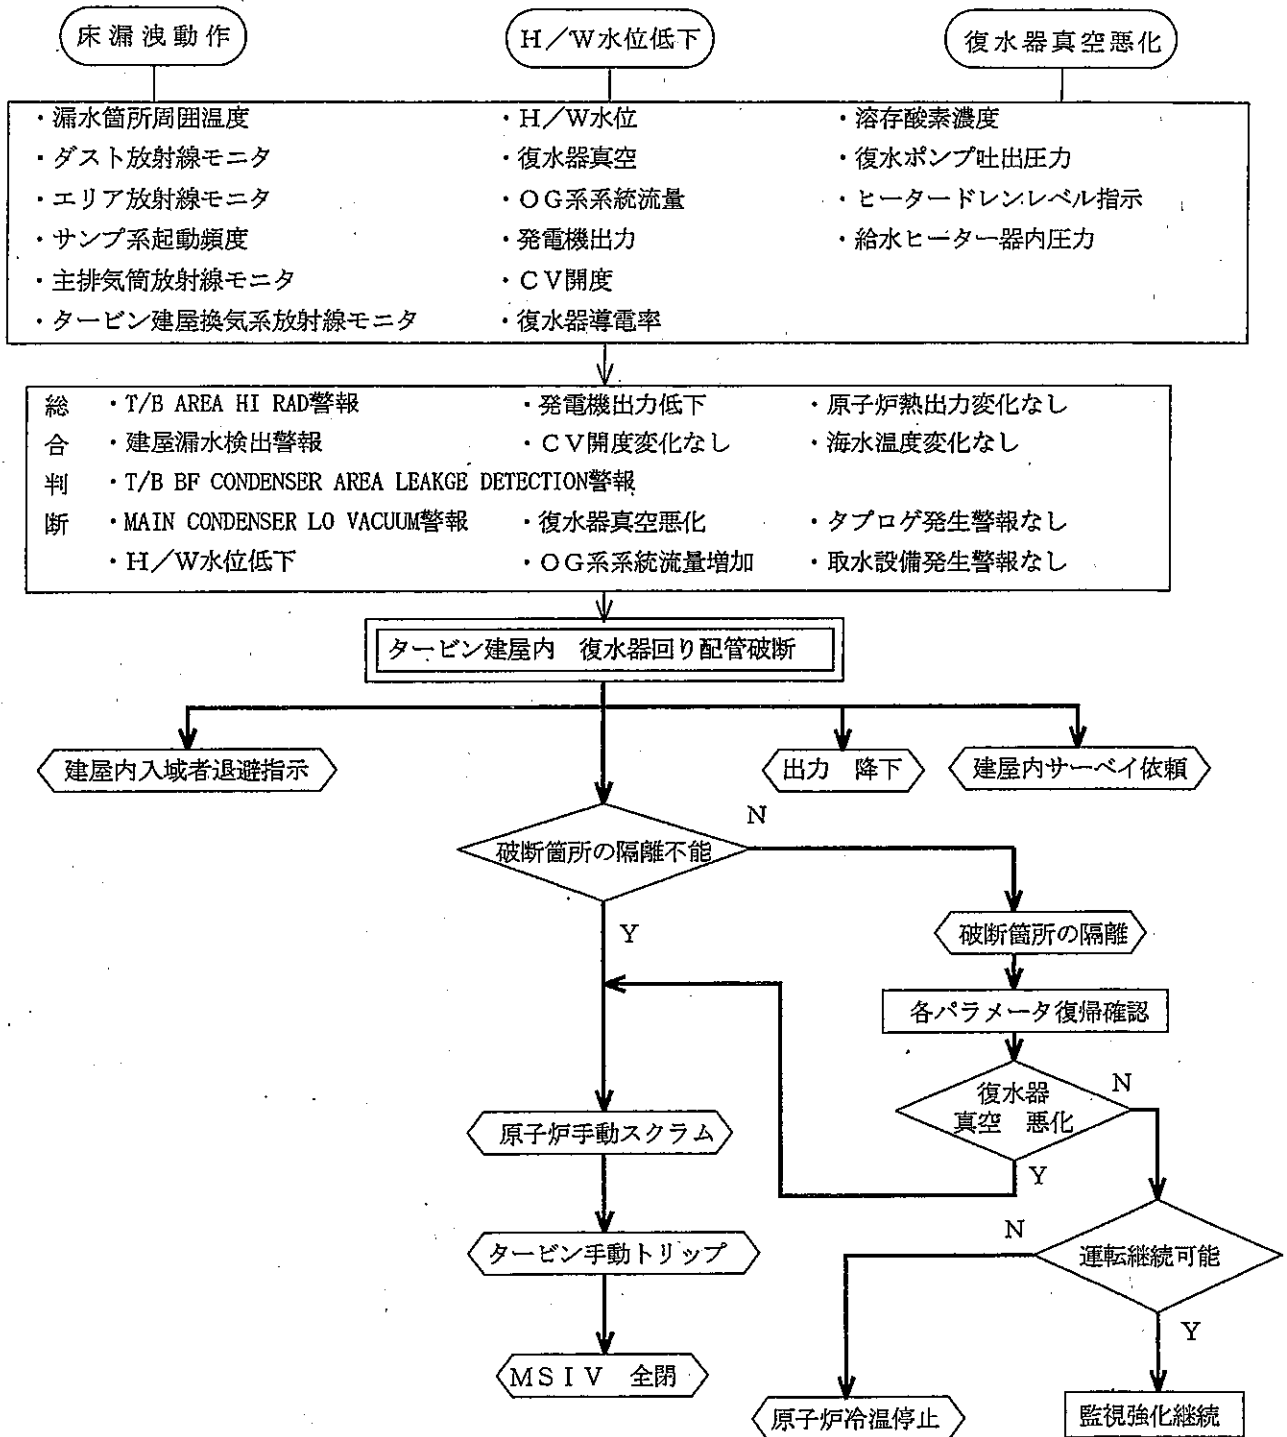 床漏洩動作
H／W水位低下
復水器真空悪化
・漏水箇所周囲温度
・ダスト放射線モニタ
・エリア放射線モニタ
・サンプ系起動頻度
・主排気筒放射線モニタ
・タービン建屋換気系放射線モニタ
・H／W水位
・復水器真空
・OG系系統流量
・発電機出力
・CV開度
・復水器導電率
・溶存酸素濃度
・復水ポンプ吐出圧力
・ヒータードレンレベル指示
・給水ヒーター器内圧力
総合判断
・T/B AREA HI RAD警報
・建屋漏水検出警報
・T/B BF CONDENSER AREA LEAKGE DETECTION警報
・MAIN CONDENSER LO VACUUM警報
・H／W水位低下
・発電機出力低下
・CV開度変化なし
・復水器真空悪化
・OG系系統流量増加
・原子炉熱出力変化なし
・海水温度変化なし
・タプロゲ発生警報なし
・取水設備発生警報なし
タービン建屋内　復水器回り配管破断
建屋内入域者退避指示
出力　降下
建屋内サーベイ依頼
破断箇所の隔離不能
N
Y
破断箇所の隔離
各パラメータ復帰確認
復水器
真空　悪化
N
Y
原子炉手動スクラム
タービン手動トリップ
MSIV　全閉
運転継続可能
N
Y
原子炉冷温停止
監視強化継続